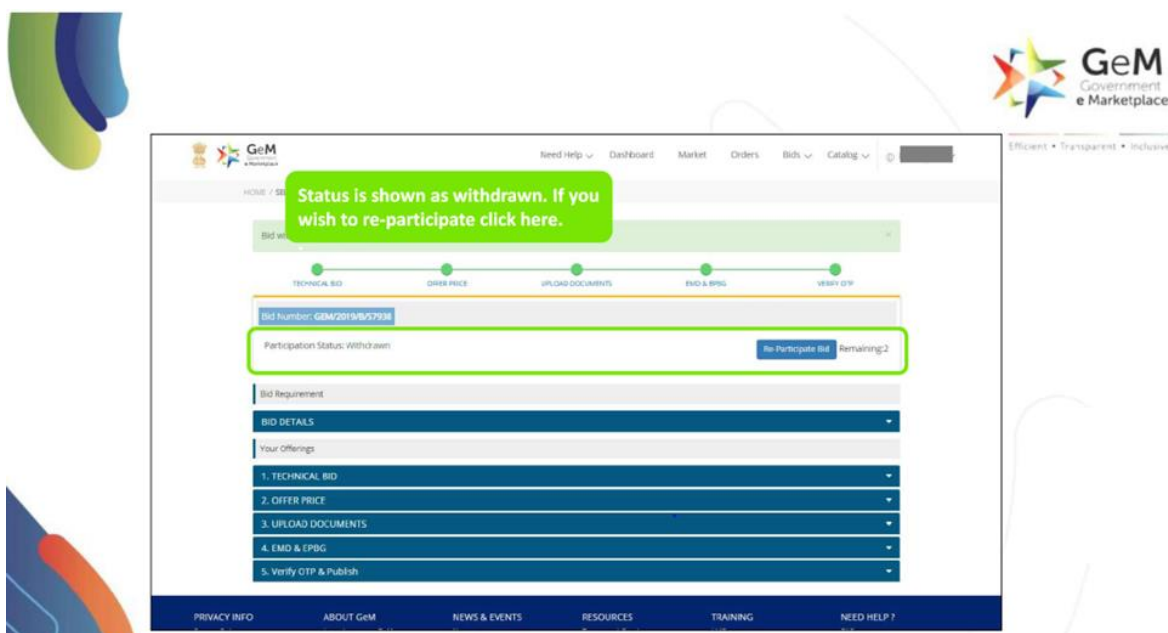 GeM
Government
e Marketplace
Efficient • Transparent • Inclusive
GeM
Government
e Marketplace
Need Help
Dashboard
Market
Orders
Bids
Catalog
HOME /
Status is shown as withdrawn. If you
wish to re-participate click here.
Bid
TECHNICAL BID
OFFER PRICE
UPLOAD DOCUMENTS
EMD & EPBG
VERIFY OTP
Bid Number: GEM/2019/B/57938
Participation Status: Withdrawn
Re-Participate Bid
Remaining:2
Bid Requirement
BID DETAILS
Your Offerings
1. TECHNICAL BID
2. OFFER PRICE
3. UPLOAD DOCUMENTS
4. EMD & EPBG
5. Verify OTP & Publish
PRIVACY INFO
ABOUT GeM
NEWS & EVENTS
RESOURCES
TRAINING
NEED HELP ?